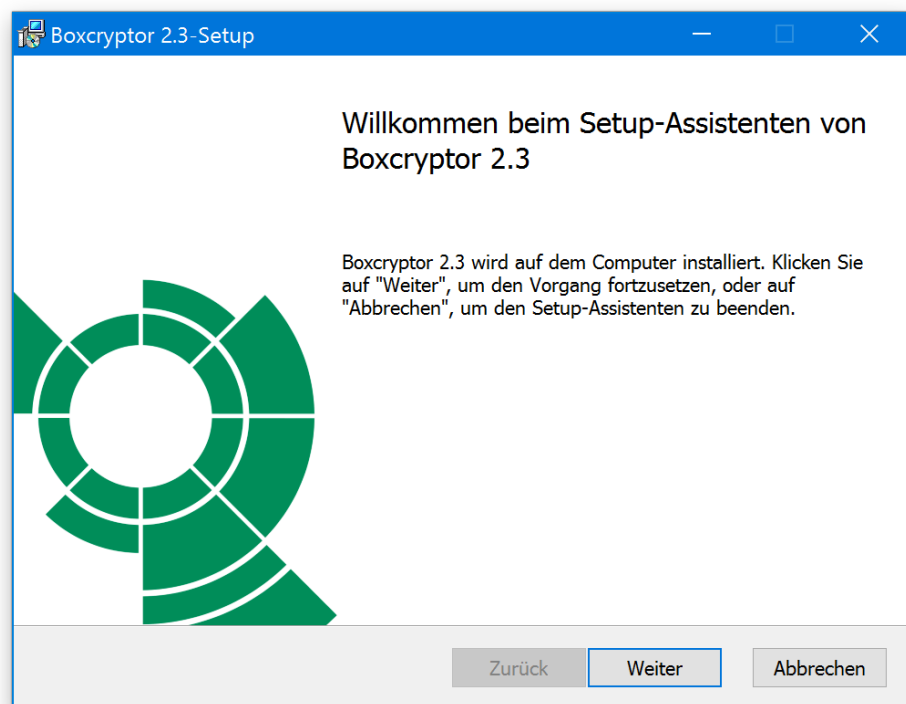 Boxcryptor 2.3-Setup
Willkommen beim Setup-Assistenten von
Boxcryptor 2.3
Boxcryptor 2.3 wird auf dem Computer installiert. Klicken Sie
auf "Weiter", um den Vorgang fortzusetzen, oder auf
"Abbrechen", um den Setup-Assistenten zu beenden.
Zurück
Weiter
Abbrechen